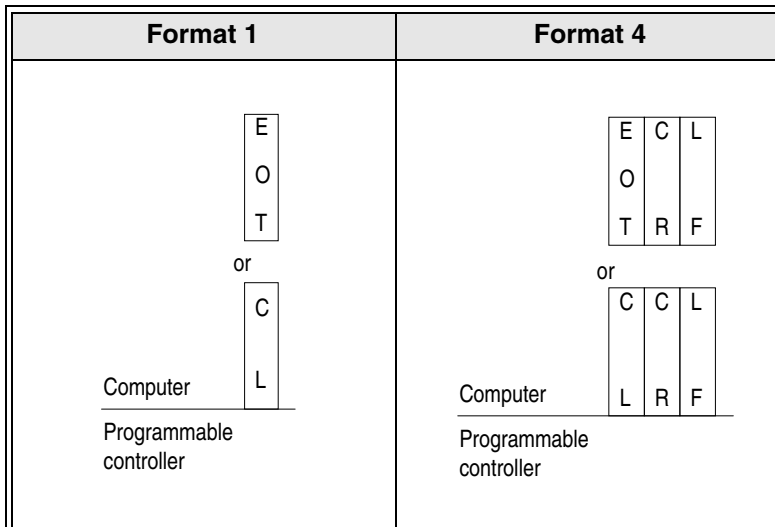 Format 1
E
O
T
or
C
L
Computer
Programmable
controller
Format 4
E C L
O
T R F
or
C C L
L R F
Computer
Programmable
controller